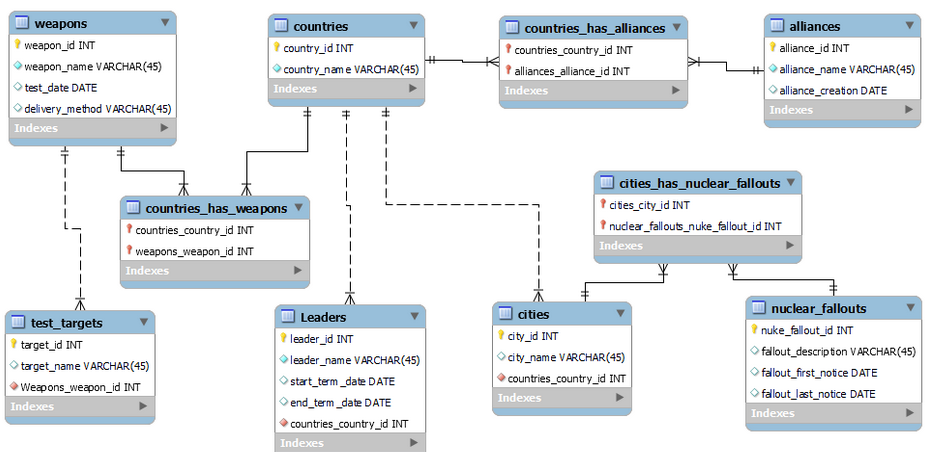 weapons
weapon_id INT
weapon_name VARCHAR(45)
test_date DATE
delivery_method VARCHAR(45)
Indexes
countries
country_id INT
country_name VARCHAR(45)
Indexes
countries_has_alliances
countries_country_id INT
alliances_alliance_id INT
Indexes
alliances
alliance_id INT
alliance_name VARCHAR(45)
alliance_creation DATE
Indexes
countries_has_weapons
countries_country_id INT
weapons_weapon_id INT
Indexes
cities_has_nuclear_fallouts
cities_city_id INT
nuclear_fallouts_nuke_fallout_id INT
Indexes
test_targets
target_id INT
target_name VARCHAR(45)
Weapons_weapon_id INT
Indexes
Leaders
leader_id INT
leader_name VARCHAR(45)
start_term_date DATE
end_term_date DATE
countries_country_id INT
Indexes
cities
city_id INT
city_name VARCHAR(45)
countries_country_id INT
Indexes
nuclear_fallouts
nuke_fallout_id INT
fallout_description VARCHAR(45)
fallout_first_notice DATE
fallout_last_notice DATE
Indexes